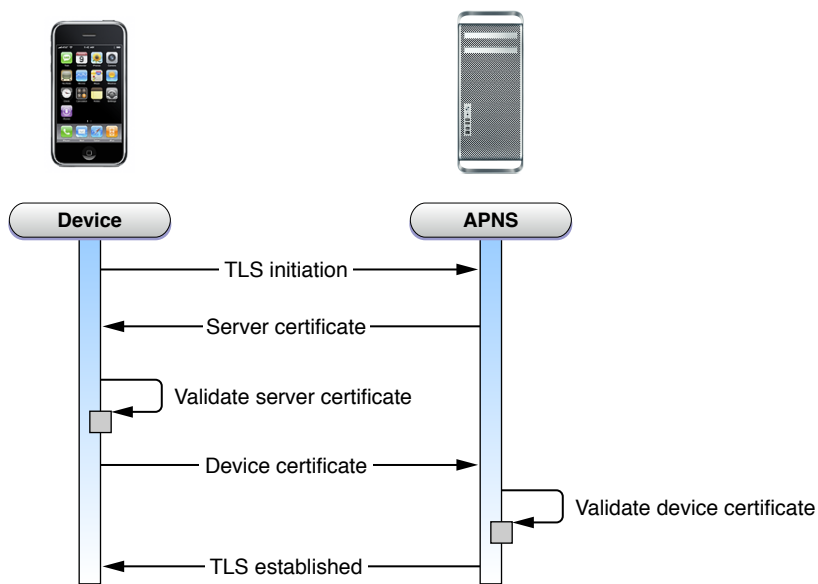 Device
APNS
TLS initiation
Server certificate
Validate server certificate
Device certificate
Validate device certificate
TLS established